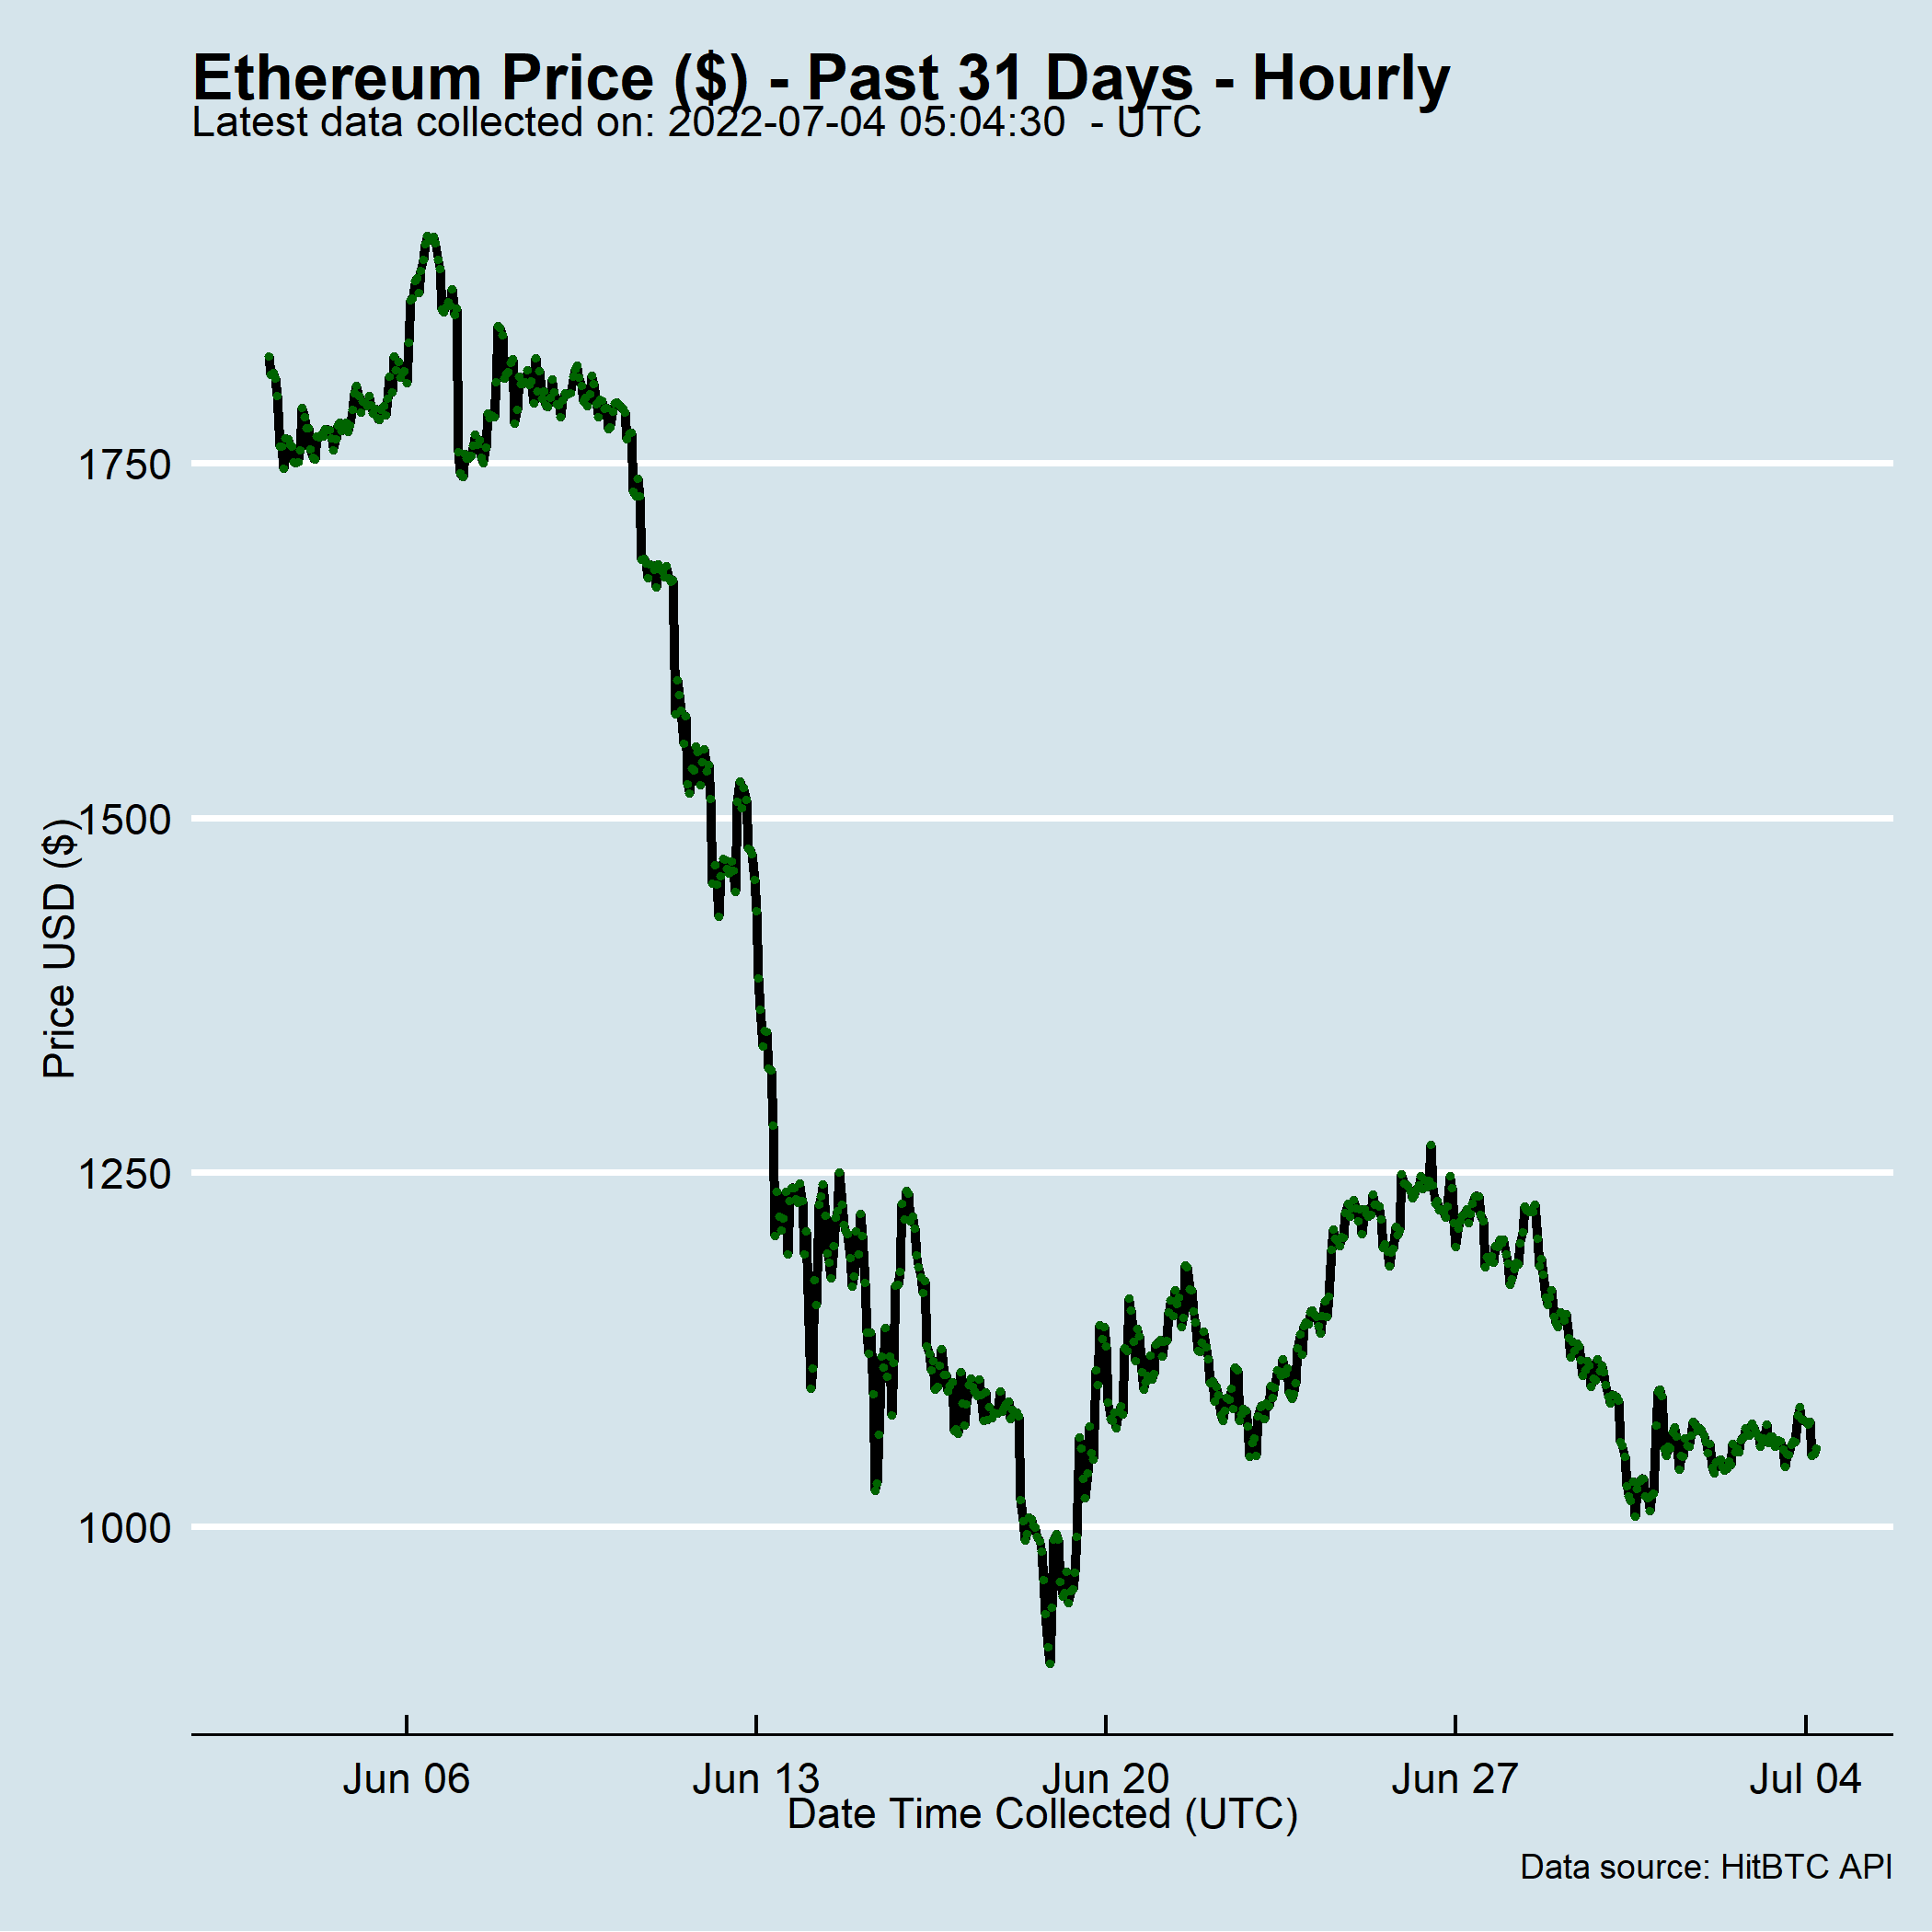 Ethereum Price ($) - Past 31 Days - Hourly
Latest data collected on: 2022-07-04 05:04:30  - UTC
1750
1500
1250
1000
Price USD ($)
Jun 06
Jun 13
Jun 20
Jun 27
Jul 04
Date Time Collected (UTC)
Data source: HitBTC API